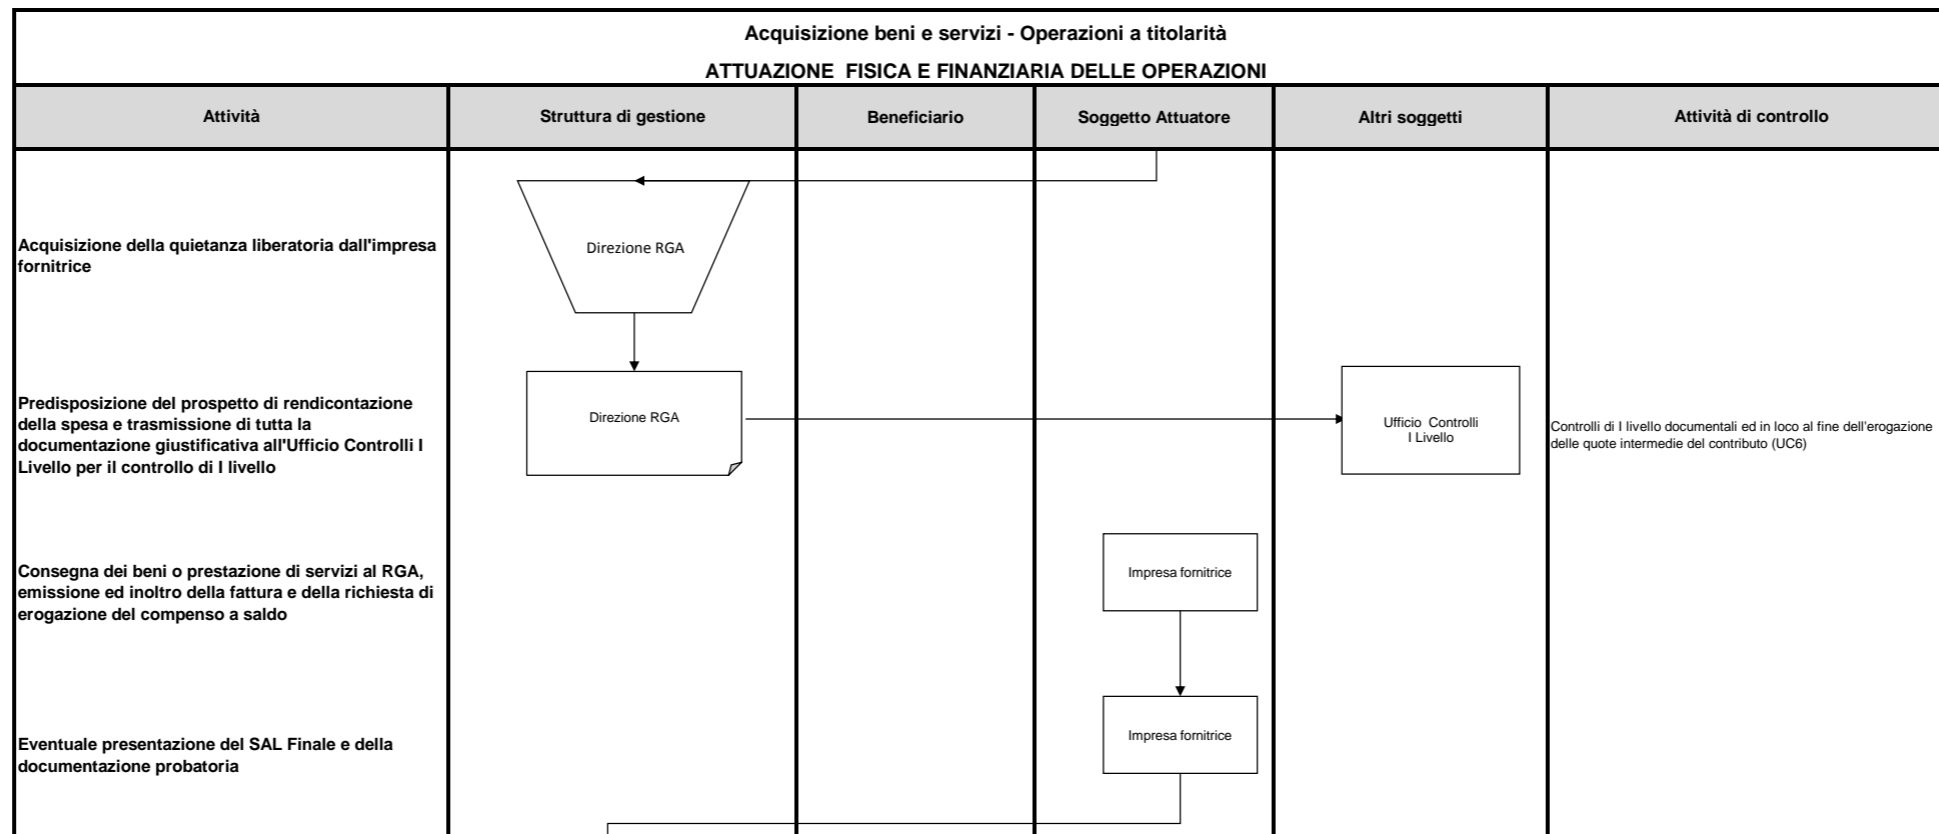 Acquisizione beni e servizi - Operazioni a titolarità
ATTUAZIONE  FISICA E FINANZIARIA DELLE OPERAZIONI
Attività
Struttura di gestione
Beneficiario
Soggetto Attuatore
Altri soggetti
Attività di controllo
Acquisizione della quietanza liberatoria dall'impresa
fornitrice
Direzione RGA
Predisposizione del prospetto di rendicontazione
della spesa e trasmissione di tutta la
documentazione giustificativa all'Ufficio Controlli I
Livello per il controllo di I livello
Direzione RGA
Ufficio  Controlli
I Livello
Controlli di I livello documentali ed in loco al fine dell'erogazione
delle quote intermedie del contributo (UC6)
Consegna dei beni o prestazione di servizi al RGA,
emissione ed inoltro della fattura e della richiesta di
erogazione del compenso a saldo
Impresa fornitrice
Eventuale presentazione del SAL Finale e della
documentazione probatoria
Impresa fornitrice